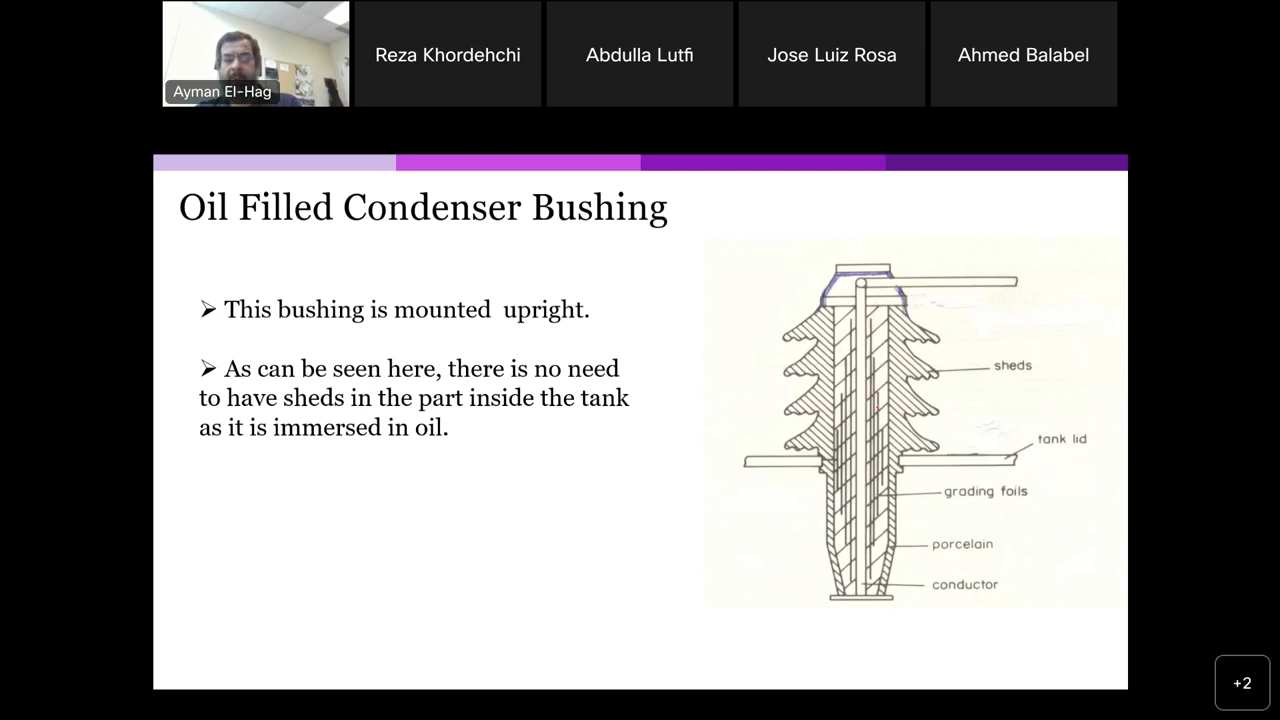 Reza Khordehchi
Abdulla Lutfi
Jose Luiz Rosa
Ahmed Balabel
Ayman El-Hag
Oil Filled Condenser Bushing
➢ This bushing is mounted upright.
➢ As can be seen here, there is no need
to have sheds in the part inside the tank
as it is immersed in oil.
sheds
tank lid
grading foils
porcelain
conductor
+2